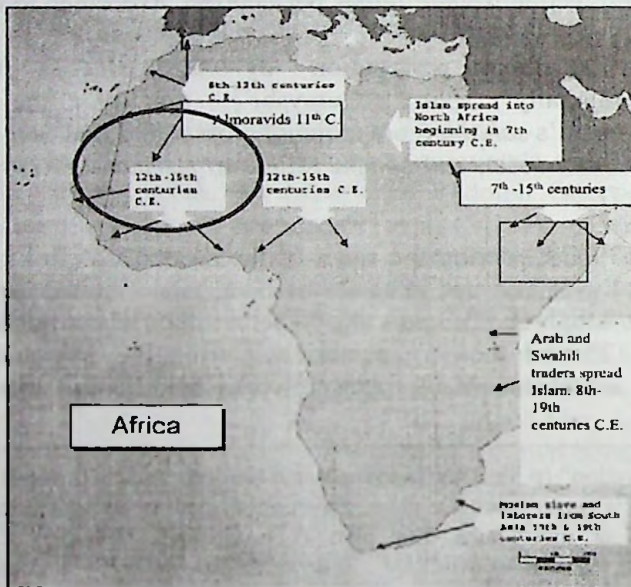 8th-12th centuries
C.E.
Almoravids 11th C.
Islam spread into
North Africa
beginning in 7th
century C.E.
12th-15th
centuries
C.E.
12th-15th
centuries C.E.
7th -15th centuries
Arab and
Swahili
traders spread
Islam. 8th-
19th
centuries C.E.
Africa
Moslem slave and
laborers from South
Asia 17th & 19th
centuries C.E.